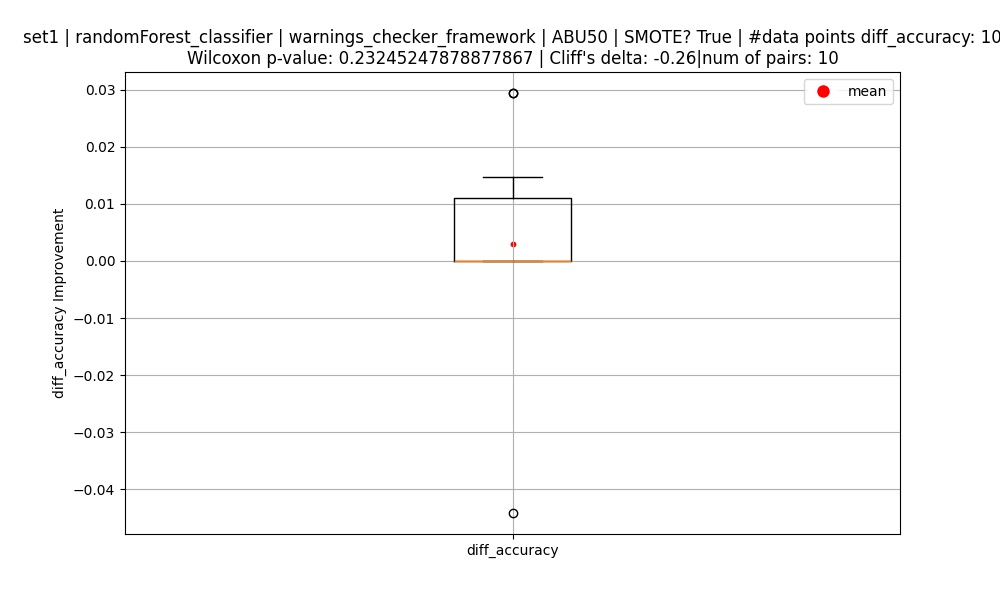 set1 | randomForest_classifier | warnings_checker_framework | ABU50 | SMOTE? True | #data points diff_accuracy: 10
Wilcoxon p-value: 0.23245247878877867 | Cliff's delta: -0.26|num of pairs: 10
mean
0.03
0.02
0.01
0.00
−0.01
−0.02
−0.03
−0.04
diff_accuracy Improvement
diff_accuracy